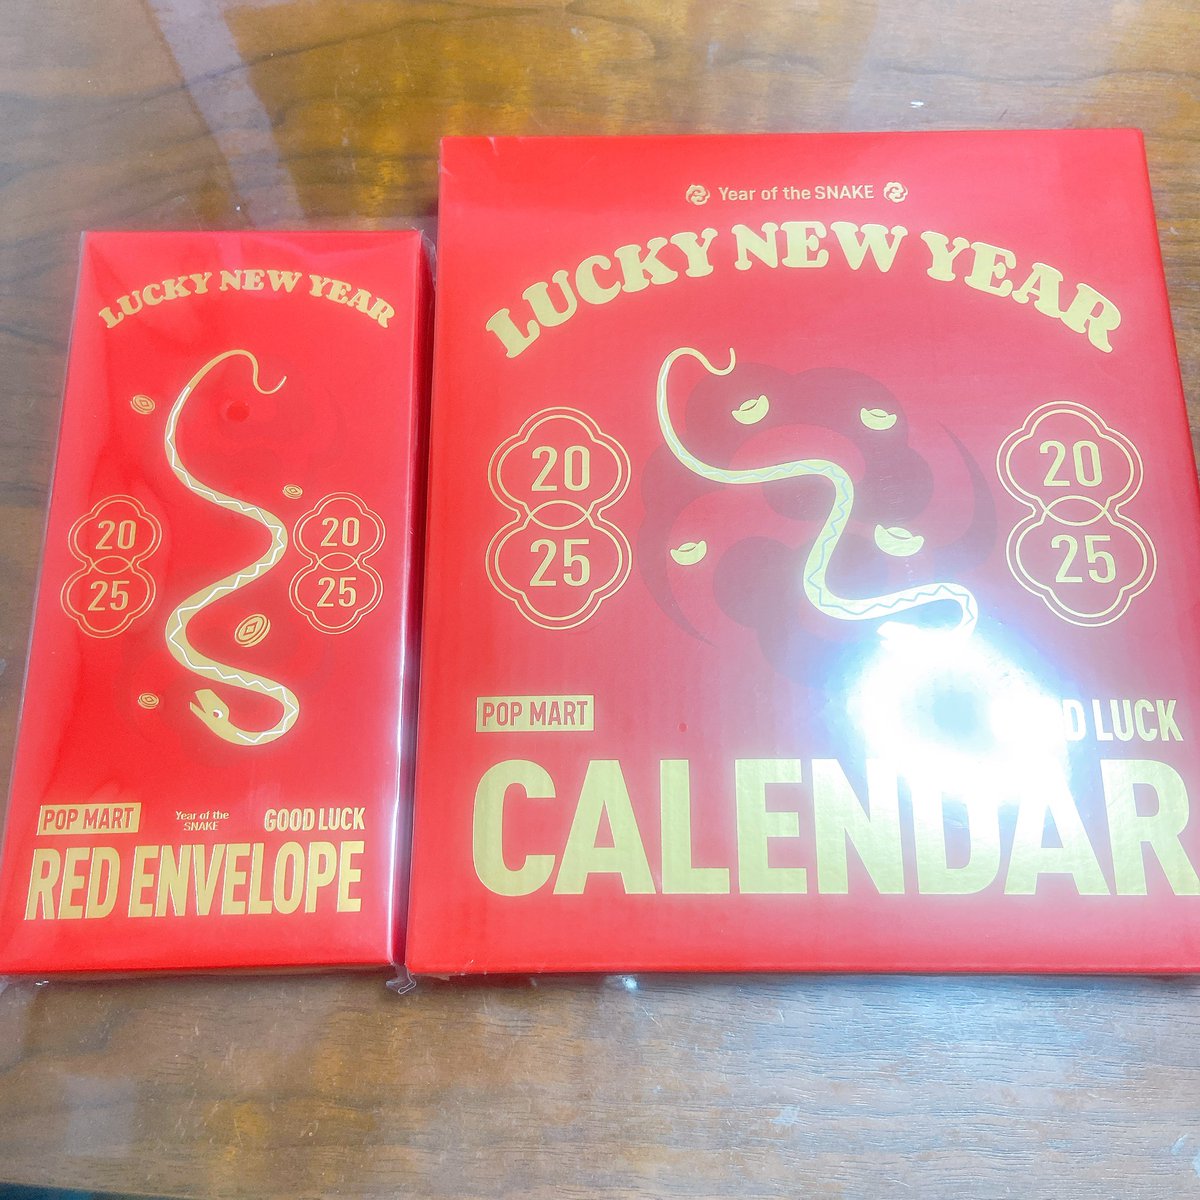 LUCKY NEW YEAR
20
25
20
25
POP MART
Year of the
SNAKE
GOOD LUCK
RED ENVELOPE
Year of the SNAKE
LUCKY NEW YEAR
20
25
20
25
POP MART
LUCK
CALENDAR